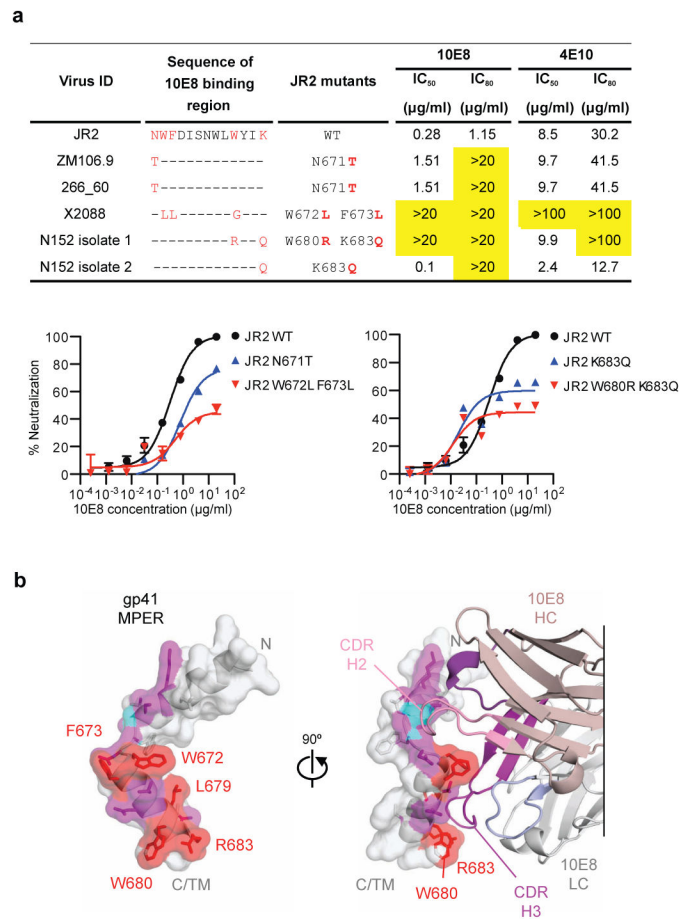 a
10E8 4E10
Virus ID Sequence of 10E8 binding region JR2 mutants IC50 (µg/ml) IC80 (µg/ml) IC50 (µg/ml) IC80 (µg/ml)
JR2 NWFDISNWLWYIK WT 0.28 1.15 8.5 30.2
ZM106.9 T------------ N671T 1.51 >20 9.7 41.5
266_60 T------------ N671T 1.51 >20 9.7 41.5
X2088 -LL------G--- W672L F673L >20 >20 >100 >100
N152 isolate 1 ---------R--Q W680R K683Q >20 >20 9.9 >100
N152 isolate 2 ------------Q K683Q 0.1 >20 2.4 12.7
% Neutralization
100
80
60
40
20
0
10-4 10-3 10-2 10-1 100 101 102
10E8 concentration (µg/ml)
JR2 WT
JR2 N671T
JR2 W672L F673L
100
80
60
40
20
0
10-4 10-3 10-2 10-1 100 101 102
10E8 concentration (µg/ml)
JR2 WT
JR2 K683Q
JR2 W680R K683Q
b
gp41
MPER
N
F673
W672
L679
R683
W680
C/TM
90º
CDR
H2
N
10E8
HC
C/TM
R683
W680
CDR
H3
10E8
LC